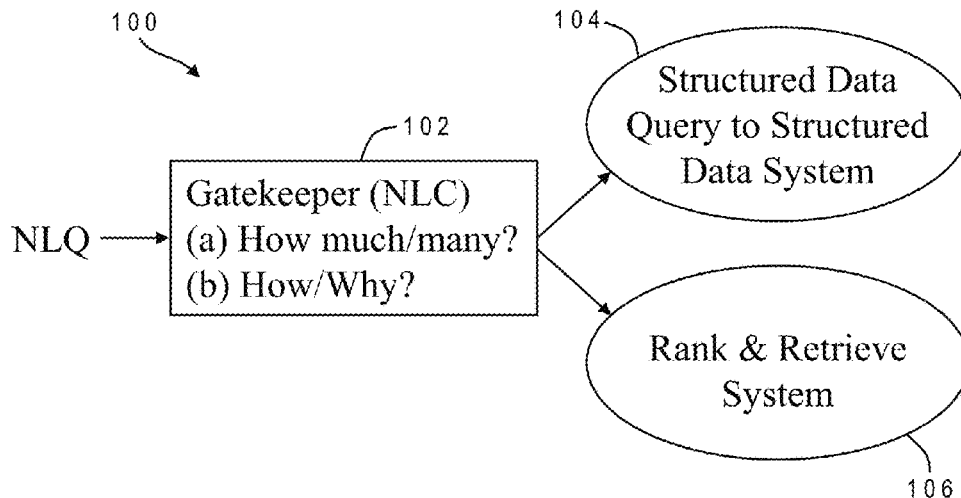 100
104
Structured Data
Query to Structured
Data System
102
Gatekeeper (NLC)
(a) How much/many?
(b) How/Why?
NLQ
Rank & Retrieve
System
106